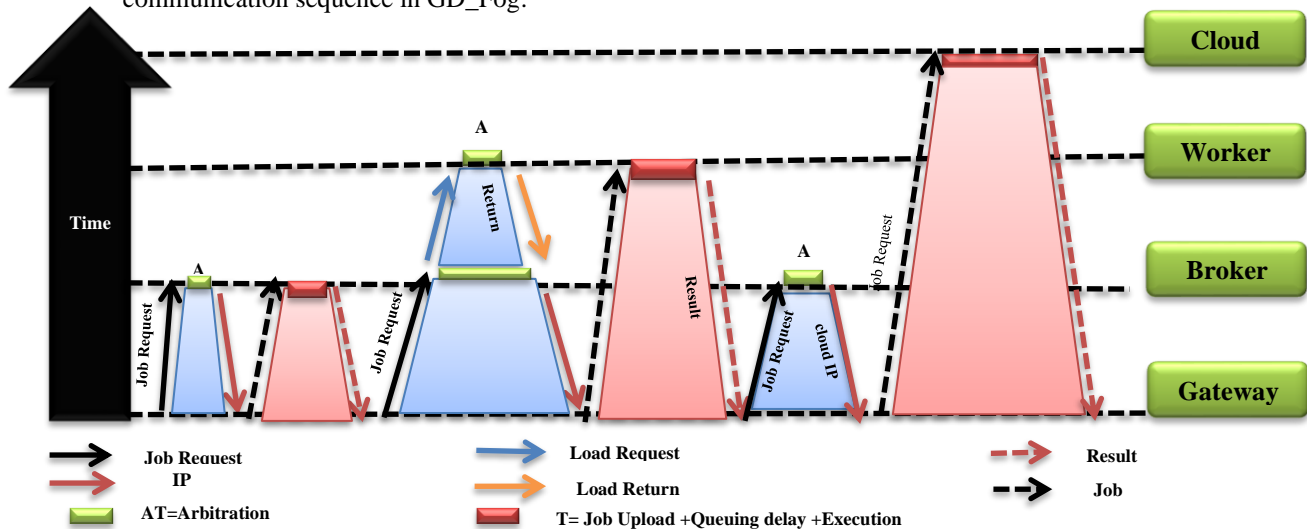 communication sequence in GD_Fog.
Cloud
A
Worker
Return
Time
Job Request
A
A
Broker
Job Request
Job Request
Result
Job Request
cloud IP
Gateway
Job Request
Load Request
Result
IP
Load Return
Job
AT=Arbitration
T= Job Upload +Queuing delay +Execution